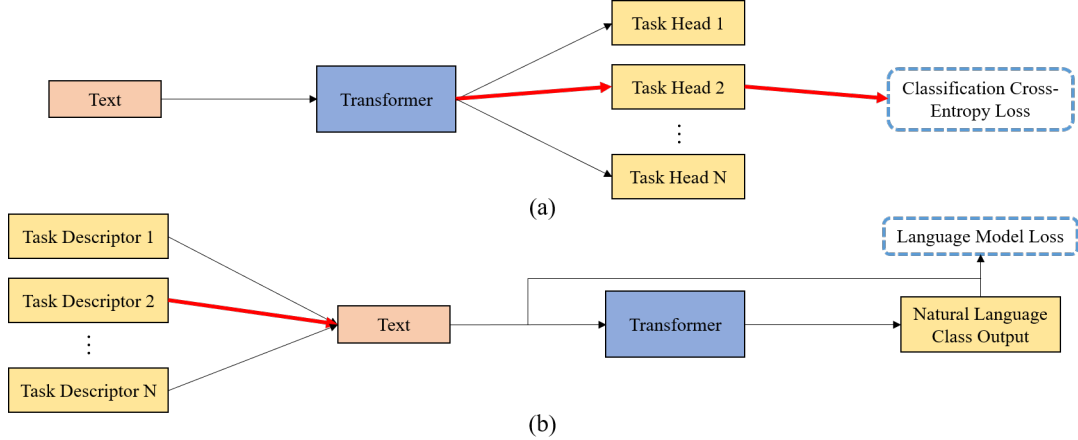 Task Head 1
Text
Transformer
Task Head 2
Classification Cross-
Entropy Loss
Task Head N
(a)
Task Descriptor 1
Language Model Loss
Task Descriptor 2
Text
Transformer
Natural Language
Class Output
Task Descriptor N
(b)